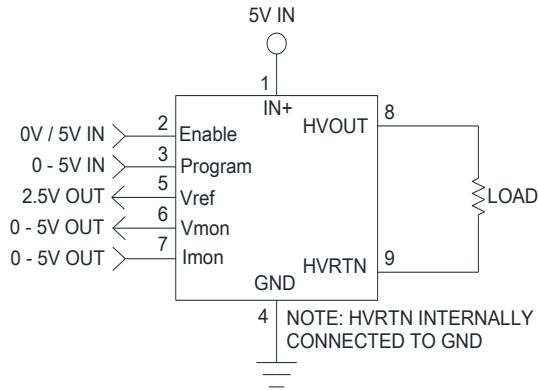 5V IN
1
IN+
HVOUT 8
0V / 5V IN 2 Enable
0 - 5V IN 3 Program
2.5V OUT 5 Vref
LOAD
0 - 5V OUT 6 Vmon
0 - 5V OUT 7 Imon
HVRTN 9
GND
4
NOTE: HVRTN INTERNALLY
CONNECTED TO GND